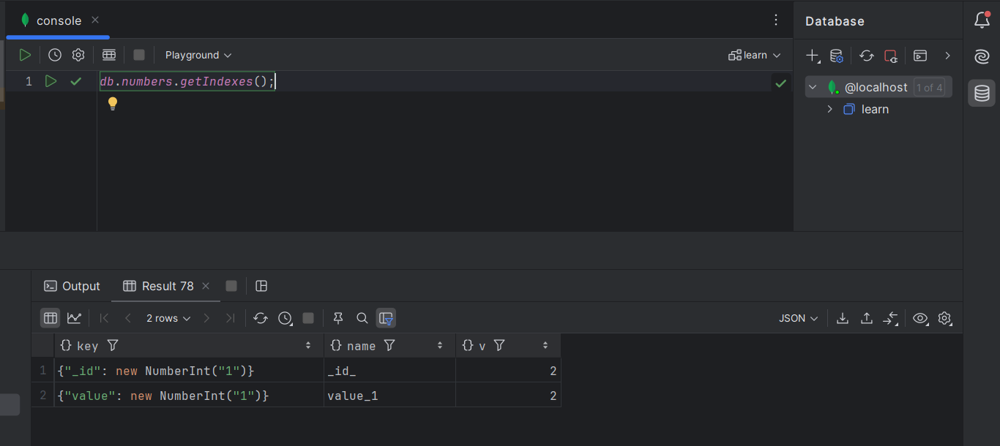 console
Database
Playground
learn
1 db.numbers.getIndexes();
@localhost 1 of 4
learn
Output Result 78
2 rows
JSON
{} key {} name {} v
1 {"_id": new NumberInt("1")} _id_ 2
2 {"value": new NumberInt("1")} value_1 2